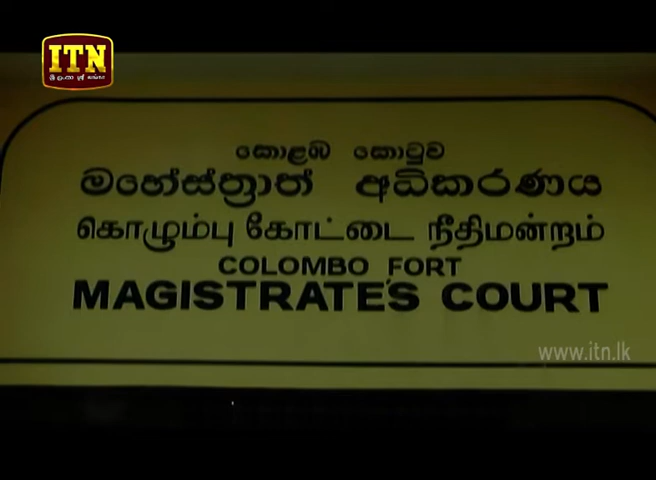 ITN
කොළඹ කොටුව
මහේස්ත්‍රාත් අධිකරණය
கொழும்பு கோட்டை நீதிமன்றம்
COLOMBO FORT
MAGISTRATE'S COURT
www.itn.lk